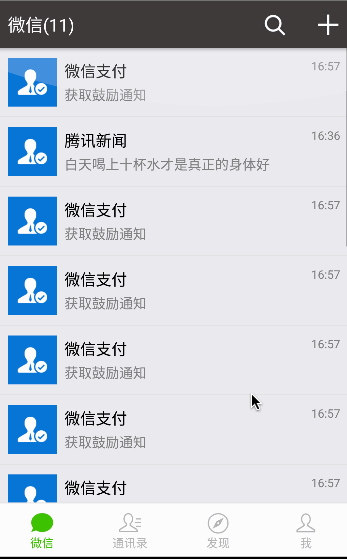 微信(11)
微信支付
16:57
获取鼓励通知
腾讯新闻
16:36
白天喝上十杯水才是真正的身体好
微信支付
16:57
获取鼓励通知
微信支付
16:57
获取鼓励通知
微信支付
16:57
获取鼓励通知
微信支付
16:57
获取鼓励通知
微信支付
16:57
微信
通讯录
发现
我